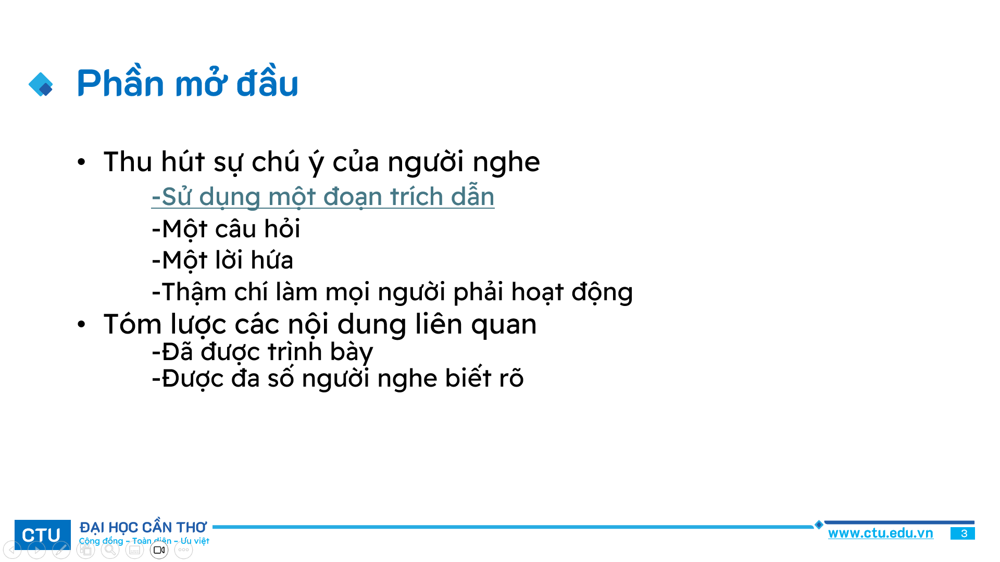 Phần mở đầu
• Thu hút sự chú ý của người nghe
-Sử dụng một đoạn trích dẫn
-Một câu hỏi
-Một lời hứa
-Thậm chí làm mọi người phải hoạt động
• Tóm lược các nội dung liên quan
-Đã được trình bày
-Được đa số người nghe biết rõ
CTU
ĐẠI HỌC CẦN THƠ
Cộng đồng – Toàn diện – Ưu việt
www.ctu.edu.vn
3